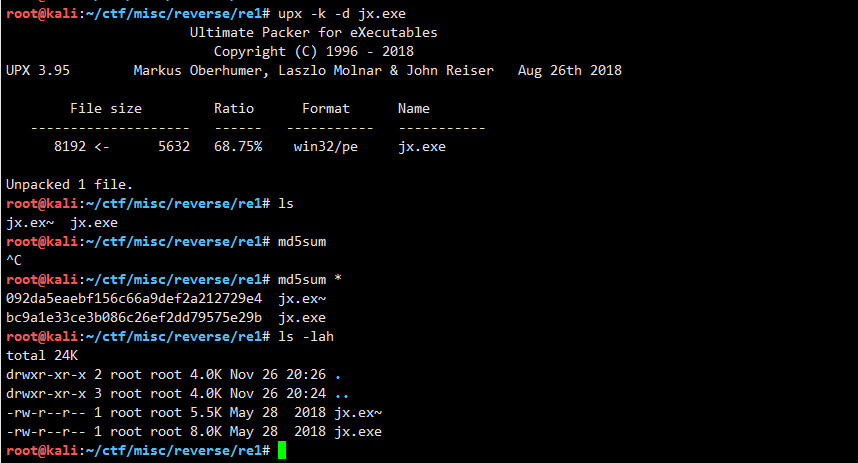 root@kali:~/ctf/misc/reverse/re1# upx -k -d jx.exe
Ultimate Packer for eXecutables
Copyright (C) 1996 - 2018
UPX 3.95 Markus Oberhumer, Laszlo Molnar & John Reiser Aug 26th 2018
File size Ratio Format Name
-------------------- ------ ----------- -----------
8192 <- 5632 68.75% win32/pe jx.exe
Unpacked 1 file.
root@kali:~/ctf/misc/reverse/re1# ls
jx.ex~ jx.exe
root@kali:~/ctf/misc/reverse/re1# md5sum
^C
root@kali:~/ctf/misc/reverse/re1# md5sum *
092da5eaebf156c66a9def2a212729e4 jx.ex~
bc9a1e33ce3b086c26ef2dd79575e29b jx.exe
root@kali:~/ctf/misc/reverse/re1# ls -lah
total 24K
drwxr-xr-x 2 root root 4.0K Nov 26 20:26 .
drwxr-xr-x 3 root root 4.0K Nov 26 20:24 ..
-rw-r--r-- 1 root root 5.5K May 28 2018 jx.ex~
-rw-r--r-- 1 root root 8.0K May 28 2018 jx.exe
root@kali:~/ctf/misc/reverse/re1#